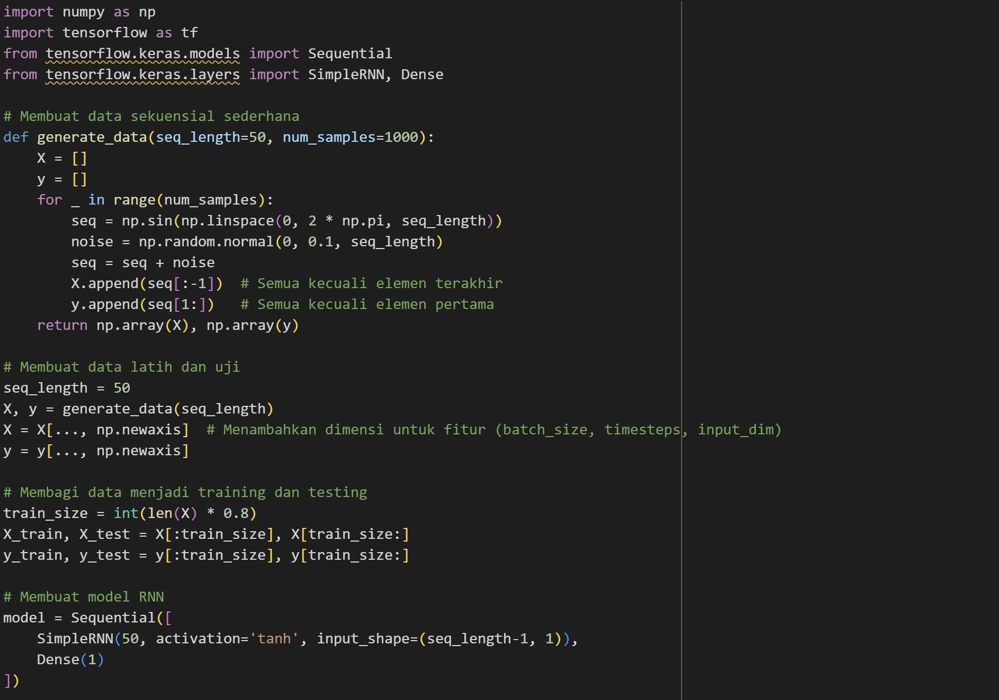 import numpy as np
import tensorflow as tf
from tensorflow.keras.models import Sequential
from tensorflow.keras.layers import SimpleRNN, Dense

# Membuat data sekuensial sederhana
def generate_data(seq_length=50, num_samples=1000):
    X = []
    y = []
    for _ in range(num_samples):
        seq = np.sin(np.linspace(0, 2 * np.pi, seq_length))
        noise = np.random.normal(0, 0.1, seq_length)
        seq = seq + noise
        X.append(seq[:-1])  # Semua kecuali elemen terakhir
        y.append(seq[1:])   # Semua kecuali elemen pertama
    return np.array(X), np.array(y)

# Membuat data latih dan uji
seq_length = 50
X, y = generate_data(seq_length)
X = X[..., np.newaxis]  # Menambahkan dimensi untuk fitur (batch_size, timesteps, input_dim)
y = y[..., np.newaxis]

# Membagi data menjadi training dan testing
train_size = int(len(X) * 0.8)
X_train, X_test = X[:train_size], X[train_size:]
y_train, y_test = y[:train_size], y[train_size:]

# Membuat model RNN
model = Sequential([
    SimpleRNN(50, activation='tanh', input_shape=(seq_length-1, 1)),
    Dense(1)
])